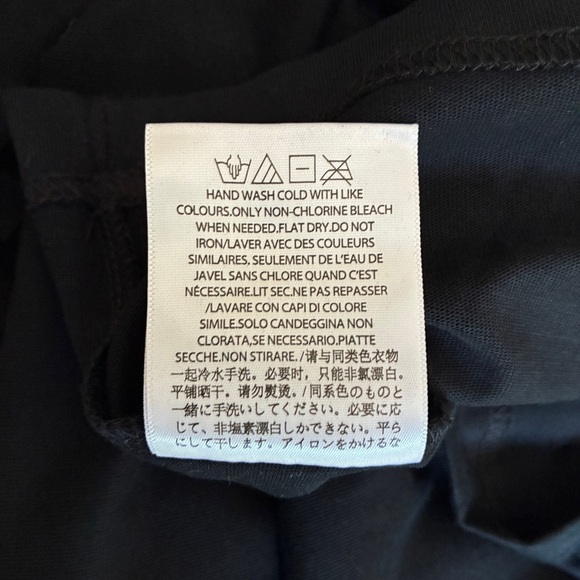 HAND WASH COLD WITH LIKE
COLOURS.ONLY NON-CHLORINE BLEACH
WHEN NEEDED.FLAT DRY.DO NOT
IRON/LAVER AVEC DES COULEURS
SIMILAIRES, SEULEMENT DE L'EAU DE
JAVEL SANS CHLORE QUAND C'EST
NÉCESSAIRE.LIT SEC.NE PAS REPASSER
/LAVARE CON CAPI DI COLORE
SIMILE.SOLO CANDEGGINA NON
CLORATA,SE NECESSARIO.PIATTE
SECCHE.NON STIRARE./请与同类色衣物
一起冷水手洗。必要时，只能非氯漂白。
平铺晒干。请勿熨烫。/同系色のものと
一緒に手洗いしてください。必要に応
じて、非塩素漂白しかできない。平ら
にして干します。アイロンをかけるな